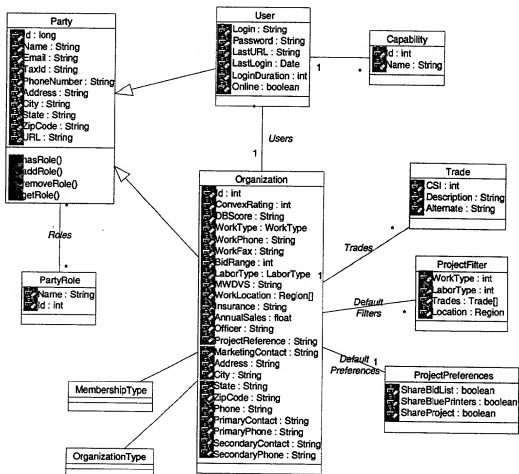 Party
Id : long
Name : String
Email : String
TaxId : String
PhoneNumber : String
Address : String
City : String
State : String
ZipCode : String
URL : String
hasRole()
addRole()
removeRole()
getRole()
Roles
*
PartyRole
Name : String
Id : int
User
Login : String
Password : String
LastURL : String
LastLogin : Date
LoginDuration : int
Online : boolean
1
*
Capability
Id : int
Name : String
*
Users
1
Organization
Id : int
ConvexRating : int
DBScore : String
WorkType : WorkType
WorkPhone : String
WorkFax : String
BidRange : int
LaborType : LaborType
MWDVS : String
WorkLocation : Region[]
Insurance : String
AnnualSales : float
Officer : String
ProjectReference : String
MarketingContact : String
Address : String
City : String
State : String
ZipCode : String
Phone : String
PrimaryContact : String
PrimaryPhone : String
SecondaryContact : String
SecondaryPhone : String
1
Trades
*
Trade
CSI : int
Description : String
Alternate : String
Default
Filters
*
ProjectFilter
WorkType : int
LaborType : int
Trades : Trade[]
Location : Region
Default
Preferences
1
ProjectPreferences
ShareBidList : boolean
ShareBluePrinters : boolean
ShareProject : boolean
MembershipType
OrganizationType